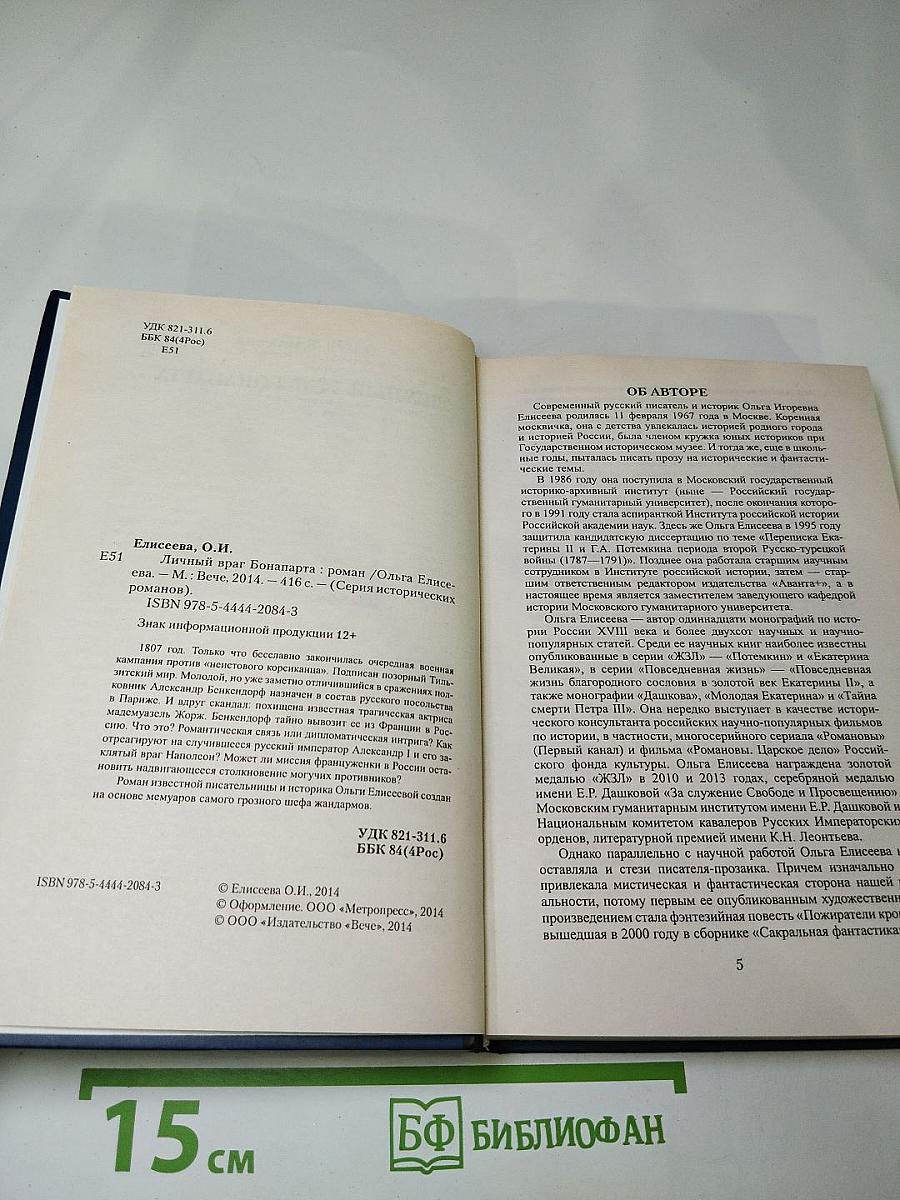 УДК 821-311.6
ББК 84(4Рос)
Е51
Елисеева, О.И.
Е51 Личный враг Бонапарта : роман /Ольга Елисе-
ева. — М. : Вече, 2014. — 416 с. — (Серия исторических
романов).
ISBN 978-5-4444-2084-3
Знак информационной продукции 12+
1807 год. Только что бесславно закончилась очередная военная
кампания против «неистового корсиканца». Подписан позорный Тиль-
зитский мир. Молодой, но уже заметно отличившийся в сражениях пол-
ковник Александр Бенкендорф назначен в состав русского посольства
в Париже. И вдруг скандал: похищена известная трагическая актриса
мадемуазель Жорж. Бенкендорф тайно вывозит ее из Франции в Рос-
сию. Что это? Романтическая связь или дипломатическая интрига? Как
отреагируют на случившееся русский император Александр I и его за-
клятый враг Наполеон? Может ли миссия француженки в России оста-
новить надвигающееся столкновение могучих противников?
Роман известной писательницы и историка Ольги Елисеевой создан
на основе мемуаров самого грозного шефа жандармов.
УДК 821-311.6
ББК 84(4Рос)
ISBN 978-5-4444-2084-3
© Елисеева О.И., 2014
© Оформление. ООО «Метропресс», 2014
© ООО «Издательство «Вече», 2014
ОБ АВТОРЕ
Современный русский писатель и историк Ольга Игоревна
Елисеева родилась 11 февраля 1967 года в Москве. Коренная
москвичка, она с детства увлекалась историей родного города
и историей России, была членом кружка юных историков при
Государственном историческом музее. И тогда же, еще в школь-
ные годы, пыталась писать прозу на исторические и фантасти-
ческие темы.
В 1986 году она поступила в Московский государственный
историко-архивный институт (ныне — Российский государ-
ственный гуманитарный университет), после окончания которо-
го в 1991 году стала аспиранткой Института российской истории
Российской академии наук. Здесь же Ольга Елисеева в 1995 году
защитила кандидатскую диссертацию по теме «Переписка Ека-
терины II и Г.А. Потемкина периода второй Русско-турецкой
войны (1787—1791)». Позднее она работала старшим научным
сотрудником в Институте российской истории, затем — стар-
шим ответственным редактором издательства «Аванта+», а в
настоящее время является заместителем заведующего кафедрой
истории Московского гуманитарного университета.
Ольга Елисеева — автор одиннадцати монографий по исто-
рии России XVIII века и более двухсот научных и научно-
популярных статей. Среди ее научных книг наиболее известны
опубликованные в серии «ЖЗЛ» — «Потемкин» и «Екатерина
Великая», в серии «Повседневная жизнь» — «Повседневная
жизнь благородного сословия в золотой век Екатерины II», а
также монографии «Дашкова», «Молодая Екатерина» и «Тайна
смерти Петра III». Она нередко выступает в качестве истори-
ческого консультанта российских научно-популярных фильмов
по истории, в частности, многосерийного сериала «Романовы»
(Первый канал) и фильма «Романовы. Царское дело» Россий-
ского фонда культуры. Ольга Елисеева награждена золотой
медалью «ЖЗЛ» в 2010 и 2013 годах, серебряной медалью
имени Е.Р. Дашковой «За служение Свободе и Просвещению»
Московским гуманитарным институтом имени Е.Р. Дашковой и
Национальным комитетом кавалеров Русских Императорских
орденов, литературной премией имени К.Н. Леонтьева.
Однако параллельно с научной работой Ольга Елисеева
оставляла и стези писателя-прозаика. Причем изначально
привлекала мистическая и фантастическая сторона нашей
альности, потому первым ее опубликованным художественн
произведением стала фэнтезийная повесть «Пожиратели кро
вышедшая в 2000 году в сборнике «Сакральная фантастика
5
15 см
БФ БИБЛИОФАН